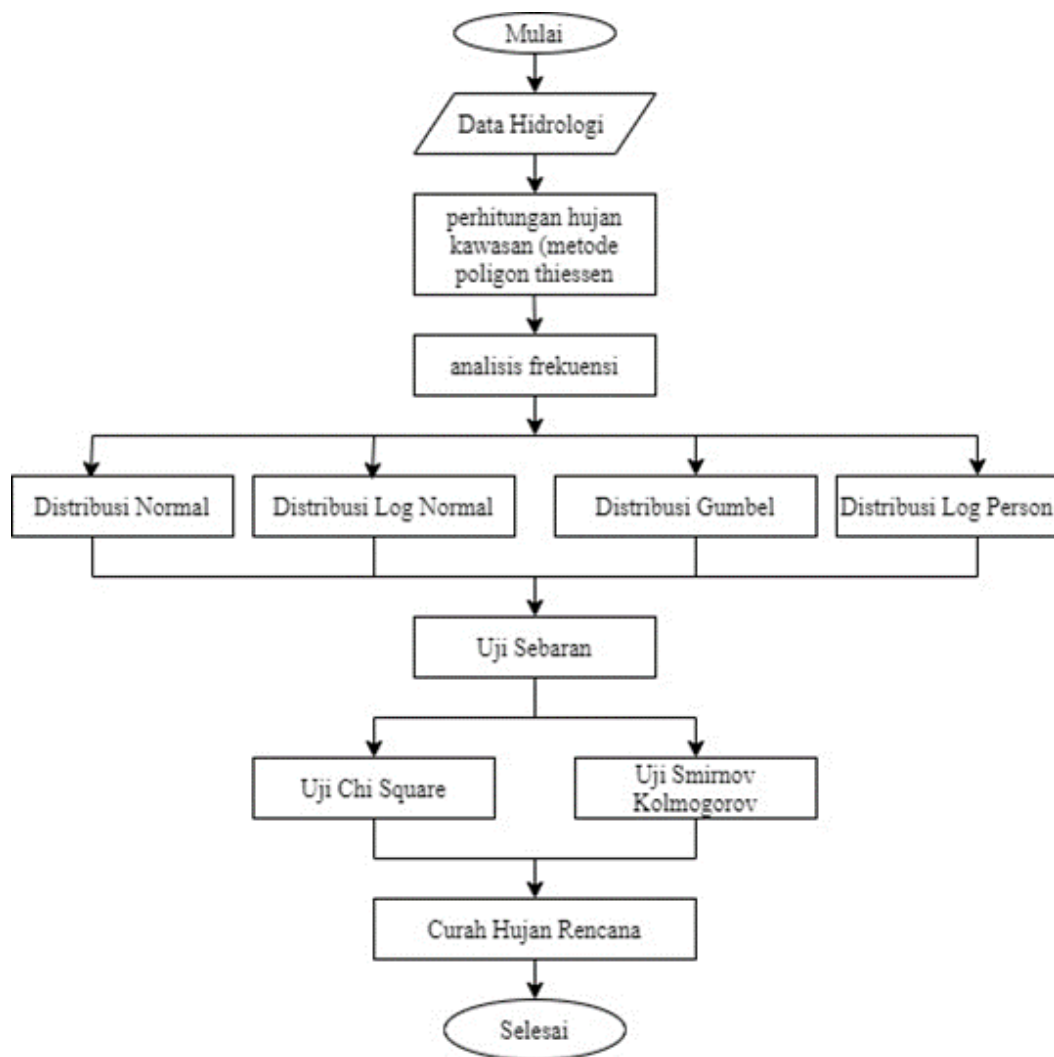 Mulai
Data Hidrologi
perhitungan hujan
kawasan (metode
poligon thiessen
analisis frekuensi
Distribusi Normal
Distribusi Log Normal
Distribusi Gumbel
Distribusi Log Person
Uji Sebaran
Uji Chi Square
Uji Smirnov
Kolmogorov
Curah Hujan Rencana
Selesai